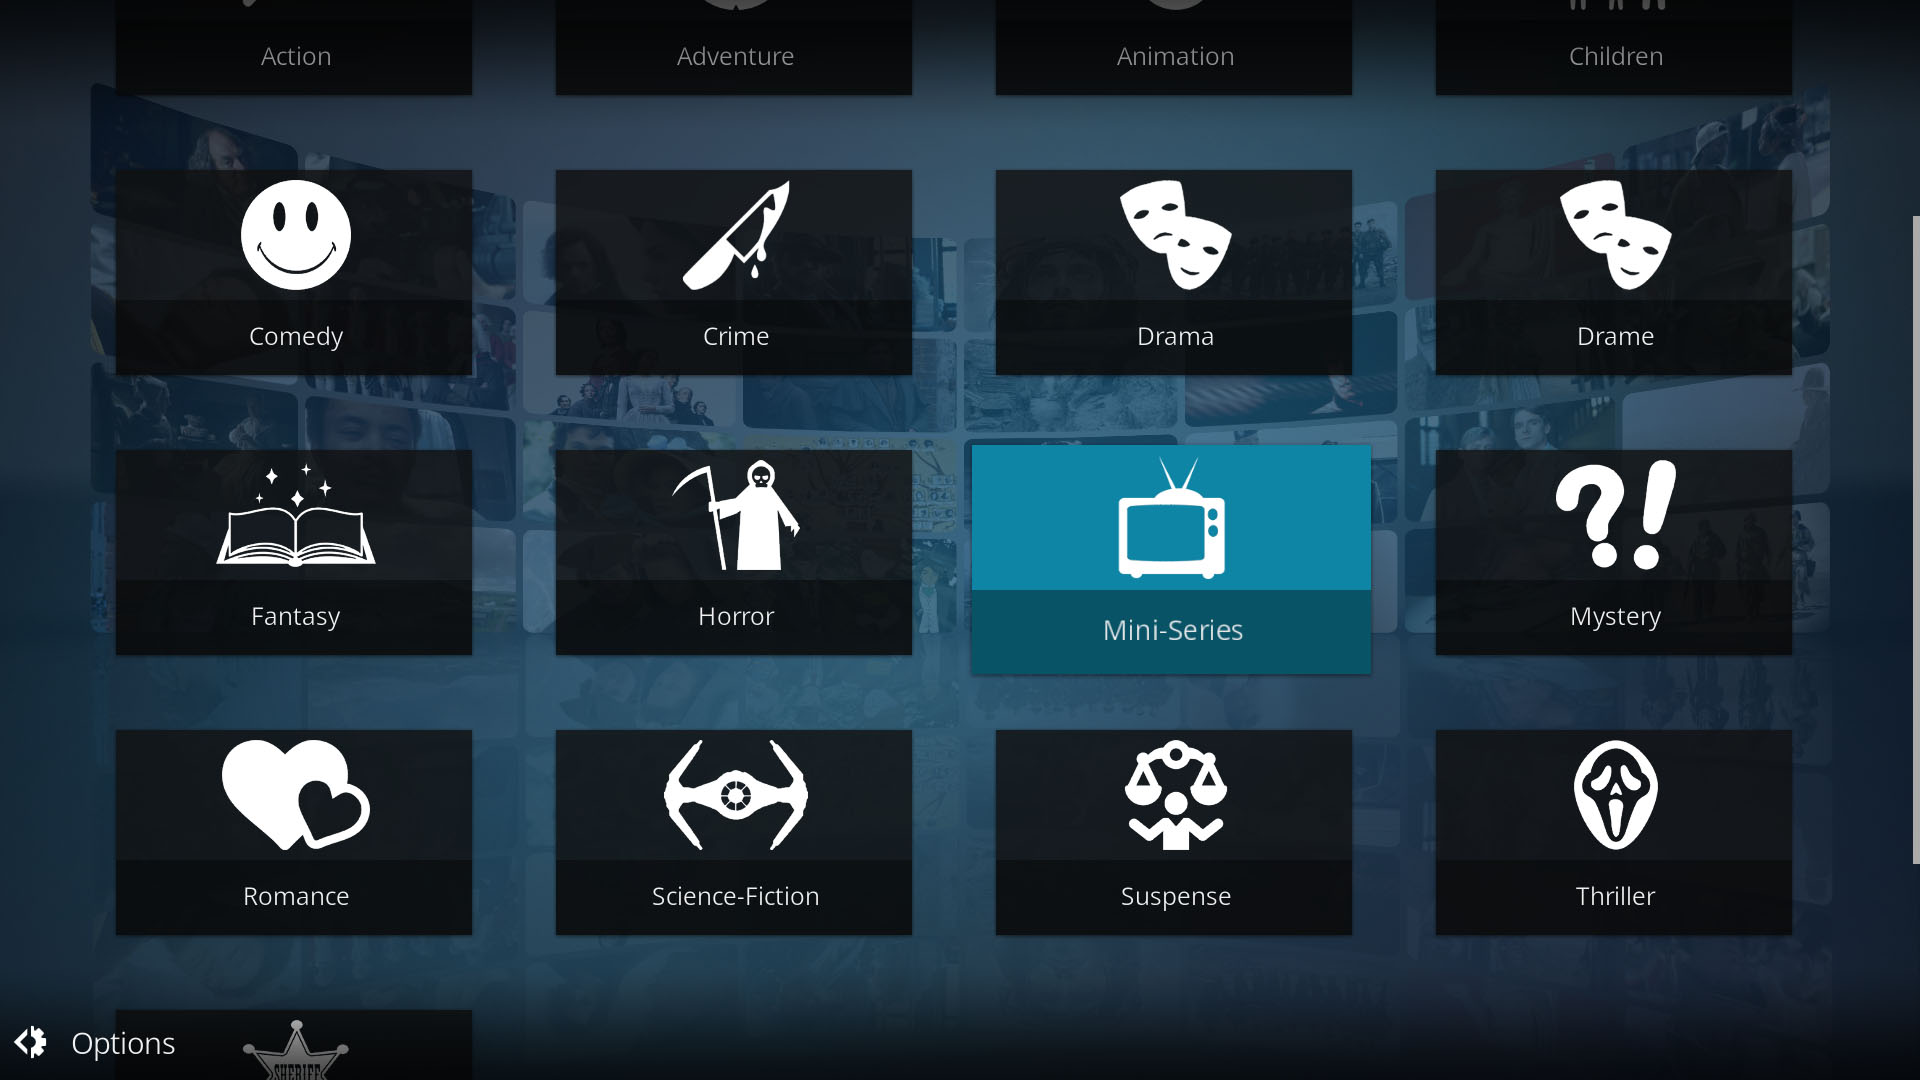 Action
Adventure
Animation
Children
Comedy
Crime
Drama
Drame
Fantasy
Horror
Mini-Series
Mystery
Romance
Science-Fiction
Suspense
Thriller
SHERIFF
Options